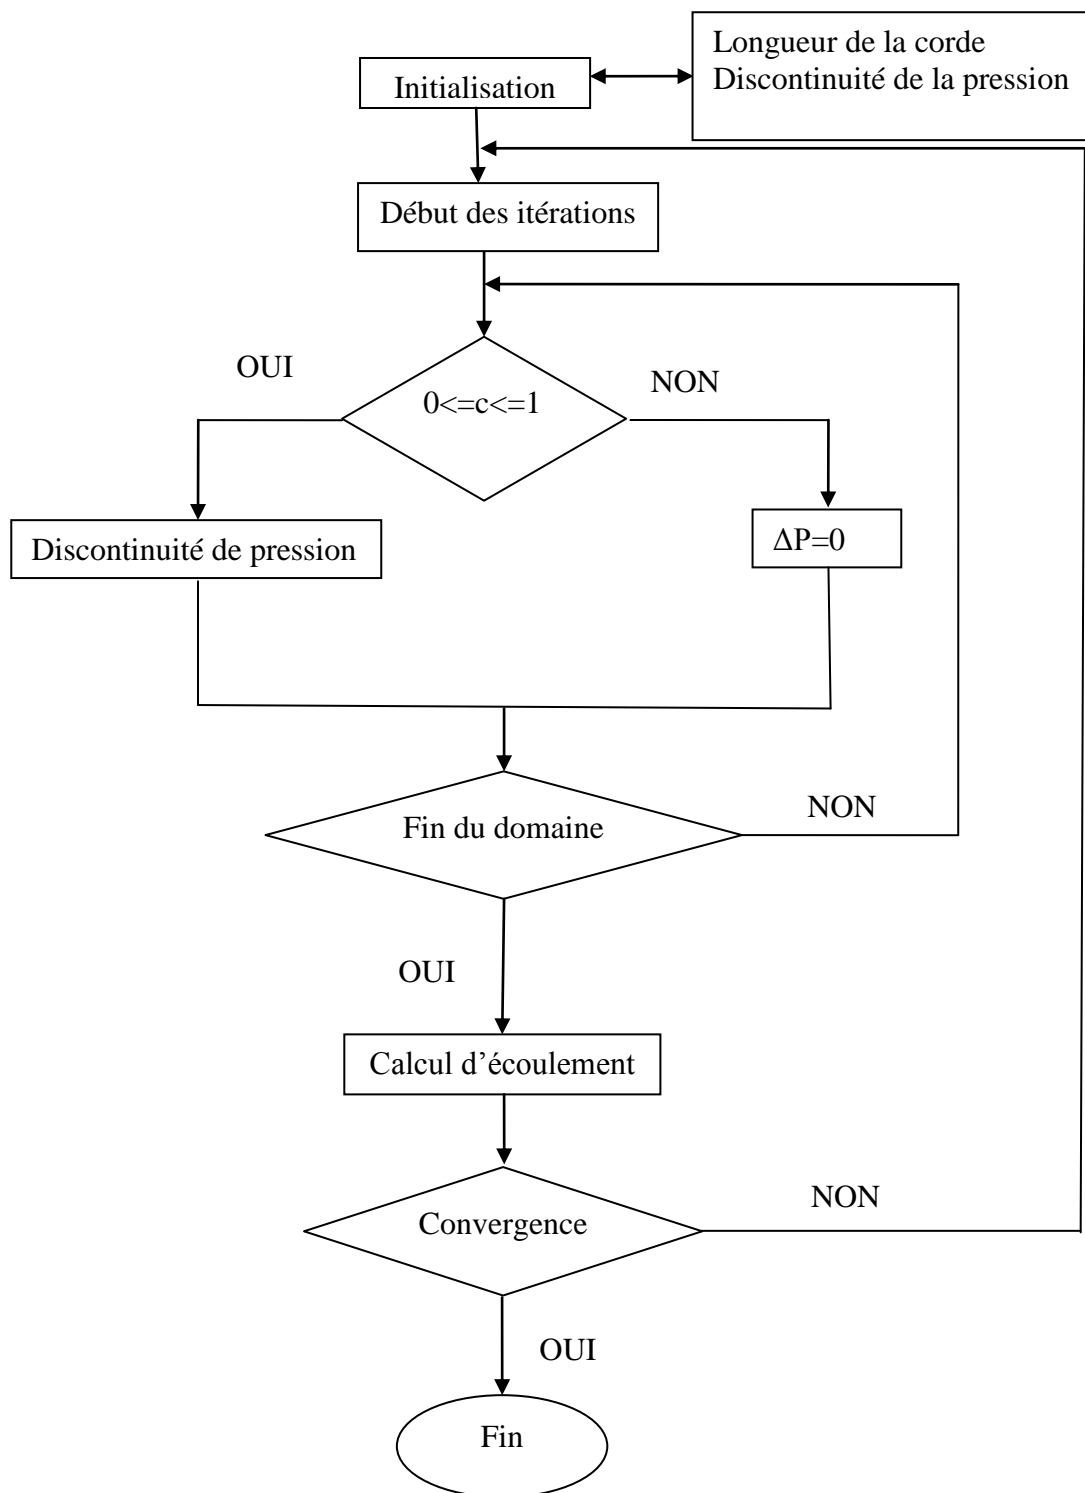 Longueur de la corde
Discontinuité de la pression
Initialisation
Début des itérations
OUI
NON
0<=c<=1
Discontinuité de pression
ΔP=0
NON
Fin du domaine
OUI
Calcul d’écoulement
NON
Convergence
OUI
Fin